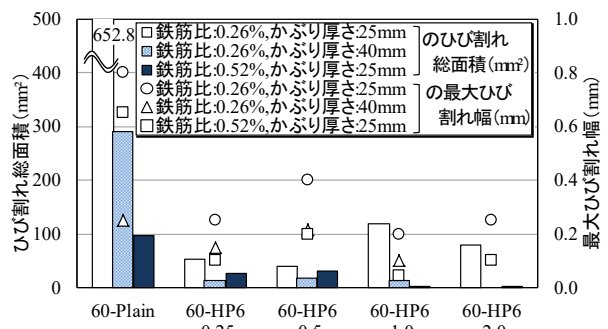 500
400
300
200
100
0
ひび割れ総面積（mm²）
652.8
鉄筋比:0.26%,かぶり厚さ:25mm
鉄筋比:0.26%,かぶり厚さ:40mm
鉄筋比:0.52%,かぶり厚さ:25mm
のひび割れ
総面積（mm²）
鉄筋比:0.26%,かぶり厚さ:25mm
鉄筋比:0.26%,かぶり厚さ:40mm
鉄筋比:0.52%,かぶり厚さ:25mm
の最大ひび
割れ幅（mm）
1.0
0.8
0.6
0.4
0.2
0.0
最大ひび割れ幅（mm）
60-Plain
60-HP6
60-HP6
60-HP6
60-HP6
0.25
0.5
1.0
2.0